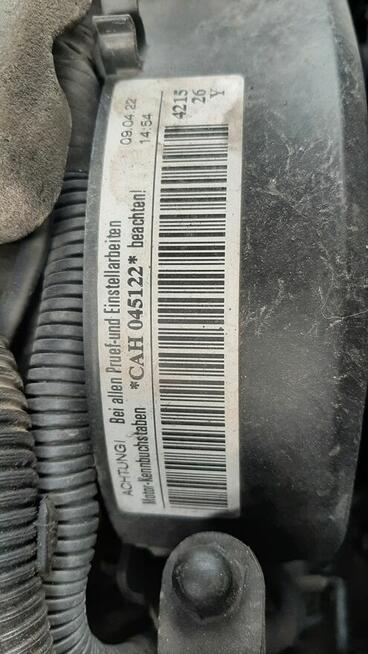 ACHTUNG! Bei allen Pruef-und Einstellarbeiten 09.04 22
Motor-Kennbuchstaben *CAH 045122* beachten! 14:54
4215
26
Y